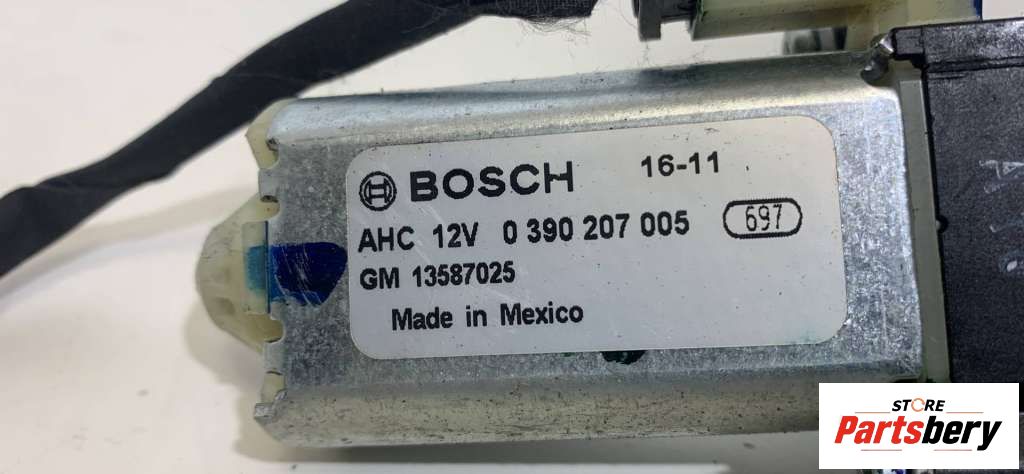 BOSCH 16-11
AHC 12V 0 390 207 005 697
GM 13587025
Made in Mexico
STORE
Partsbery